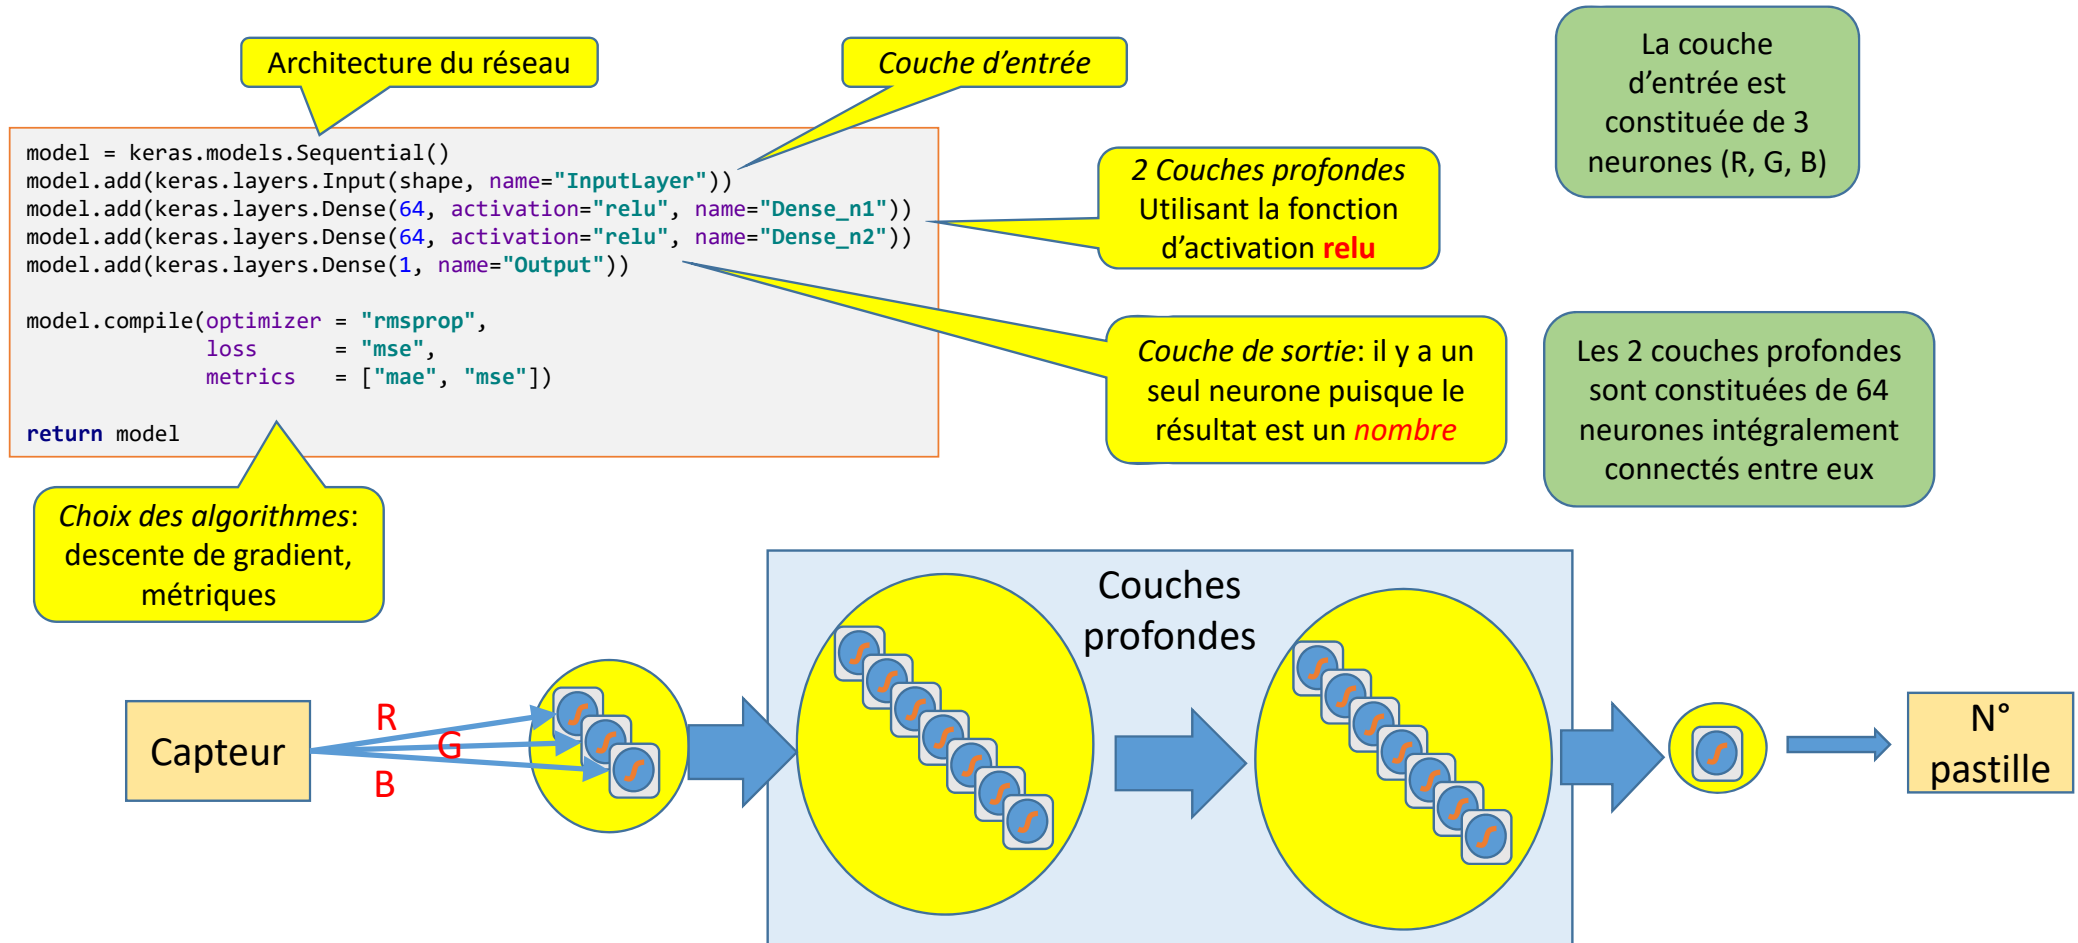 Architecture du réseau
Couche d'entrée
La couche
d'entrée est
constituée de 3
neurones (R, G, B)
model = keras.models.Sequential()
model.add(keras.layers.Input(shape, name="InputLayer"))
model.add(keras.layers.Dense(64, activation="relu", name="Dense_n1"))
model.add(keras.layers.Dense(64, activation="relu", name="Dense_n2"))
model.add(keras.layers.Dense(1, name="Output"))
model.compile(optimizer = "rmsprop",
loss = "mse",
metrics = ["mae", "mse"])
return model
2 Couches profondes
Utilisant la fonction
d'activation relu
Couche de sortie: il y a un
seul neurone puisque le
résultat est un nombre
Les 2 couches profondes
sont constituées de 64
neurones intégralement
connectés entre eux
Choix des algorithmes:
descente de gradient,
métriques
Couches
profondes
Capteur
R
G
B
N°
pastille